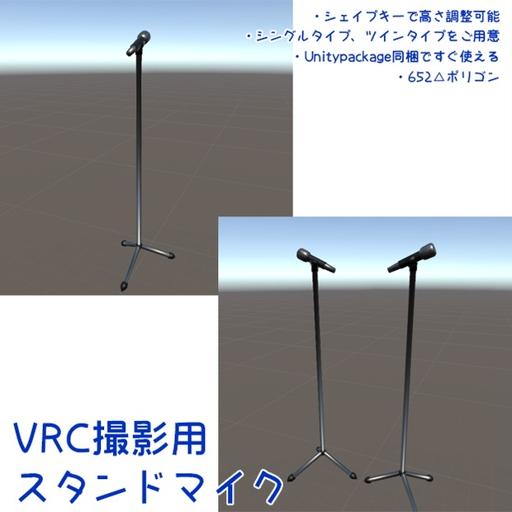 ・シェイプキーで高さ調整可能
・シングルタイプ、ツインタイプをご用意
・Unitypackage同梱ですぐ使える
・652△ポリゴン
VRC撮影用
スタンドマイク